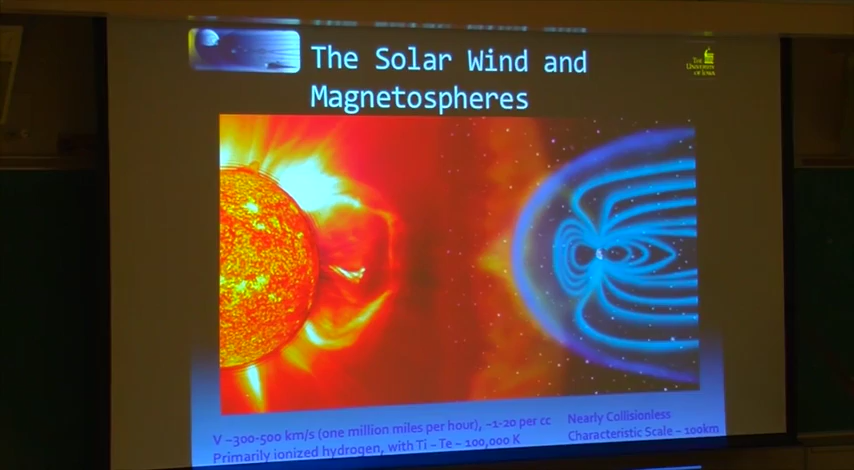 The Solar Wind and
Magnetospheres
THE
UNIVERSITY
OF IOWA
V ~300-500 km/s (one million miles per hour), ~1-20 per cc
Primarily ionized hydrogen, with Ti ~ Te ~ 100,000 K
Nearly Collisionless
Characteristic Scale ~ 100km